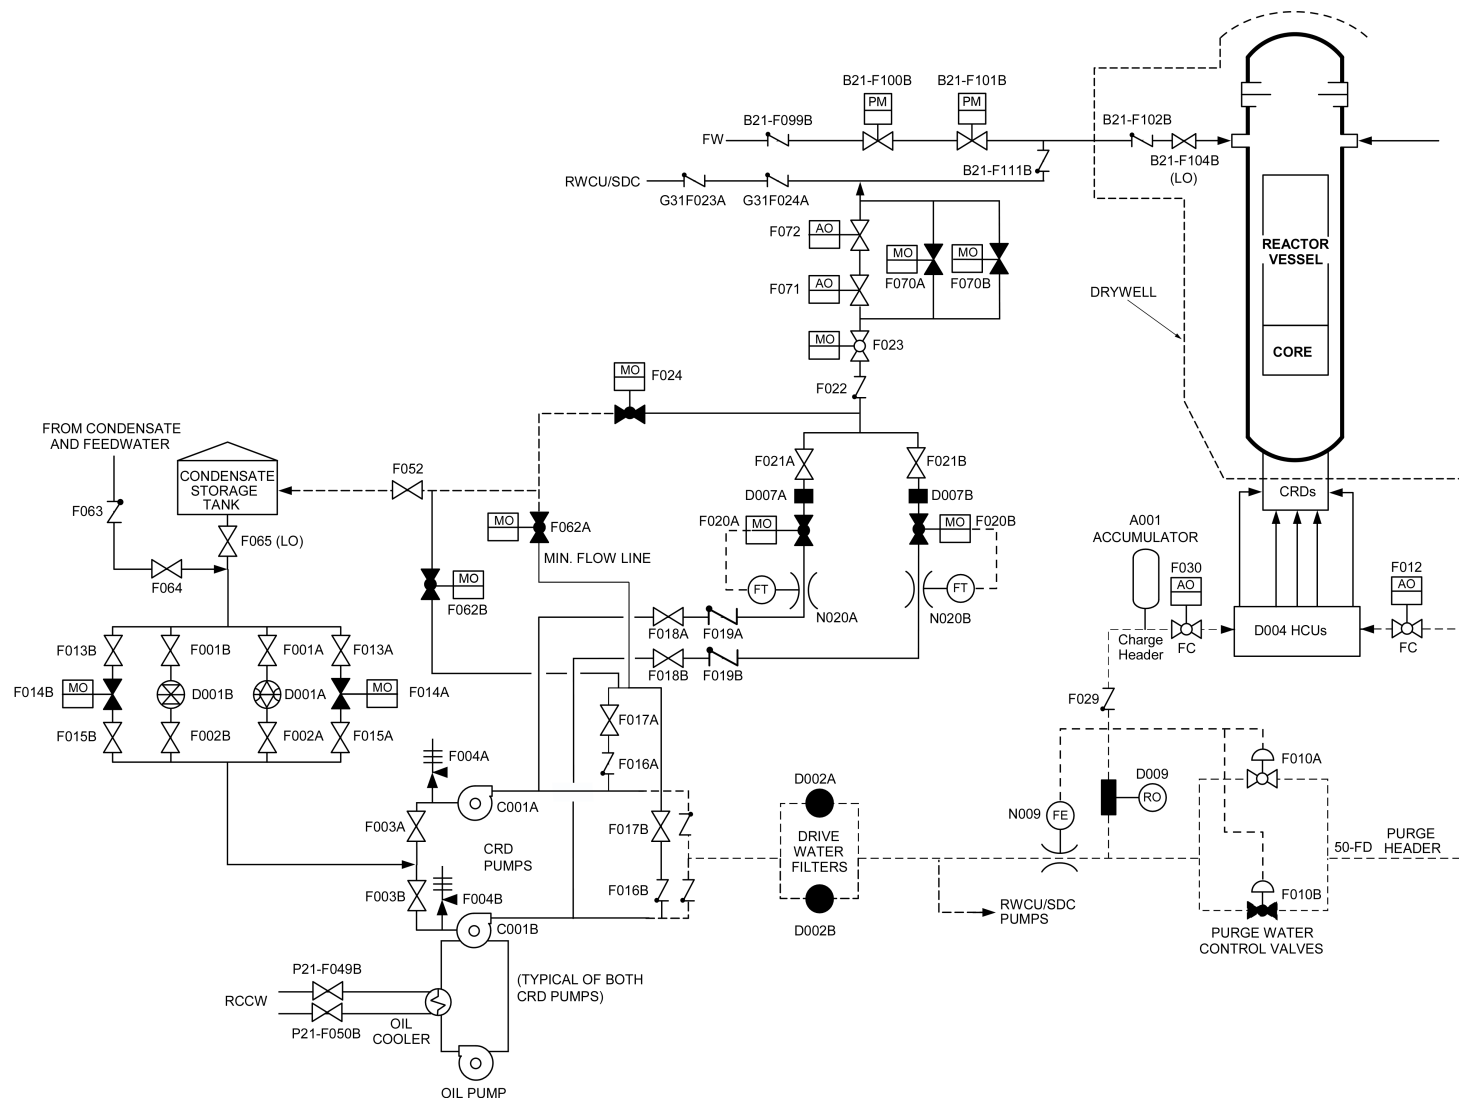 B21-F100B
B21-F101B
PM
PM
B21-F099B
B21-F102B
FW
B21-F104B
(LO)
B21-F111B
RWCU/SDC
G31F023A
G31F024A
F072
AO
MO
MO
F070A
F070B
F071
AO
REACTOR
VESSEL
DRYWELL
MO
F023
CORE
F022
MO
F024
FROM CONDENSATE
AND FEEDWATER
CONDENSATE
STORAGE
TANK
F052
F021A
F021B
CRDs
D007A
D007B
F063
F065 (LO)
MO
F062A
F020A
MO
MO
F020B
A001
ACCUMULATOR
MIN. FLOW LINE
F064
MO
F062B
FT
FT
F030
AO
F012
AO
N020A
N020B
F018A
F019A
Charge
Header
FC
D004 HCUs
FC
F013B
F001B
F001A
F013A
F018B
F019B
F014B
MO
D001B
D001A
MO
F014A
F029
F015B
F002B
F002A
F015A
F017A
F004A
F016A
F010A
D002A
D009
RO
C001A
N009
FE
F003A
F017B
DRIVE
WATER
FILTERS
CRD
PUMPS
50-FD
PURGE
HEADER
F003B
F004B
F016B
F010B
RWCU/SDC
PUMPS
C001B
D002B
PURGE WATER
CONTROL VALVES
P21-F049B
(TYPICAL OF BOTH
CRD PUMPS)
RCCW
P21-F050B
OIL
COOLER
OIL PUMP